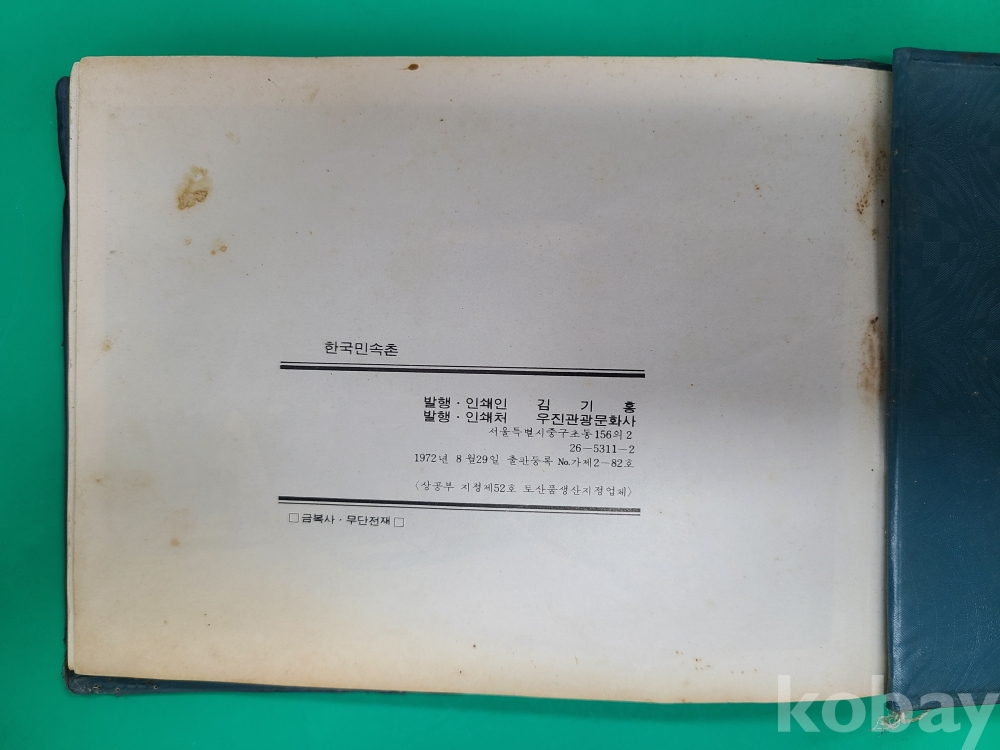 한국민속촌
발행·인쇄인 김 기 홍
발행·인쇄처 우진관광문화사
서울특별시중구초동156의2
26-5311-2
1972년 8월29일 출판등록 No.가제2-82호
〈상공부 지정제52호 토산품생산지정업체〉
□금복사·무단전재□
kobay